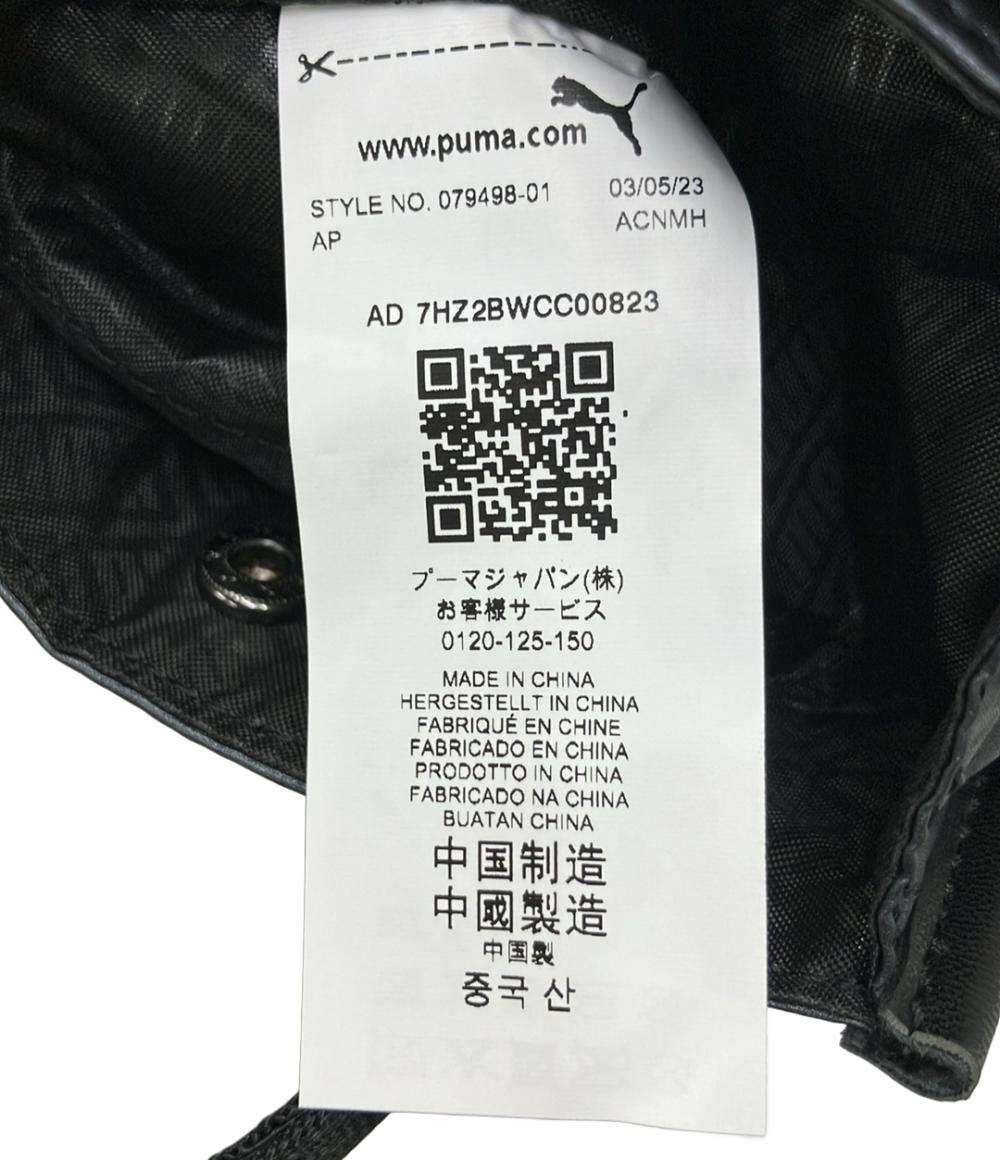 www.puma.com
STYLE NO. 079498-01 03/05/23
AP ACNMH
AD 7HZ2BWCC00823
プーマジャパン(株)
お客様サービス
0120-125-150
MADE IN CHINA
HERGESTELLT IN CHINA
FABRIQUÉ EN CHINE
FABRICADO EN CHINA
PRODOTTO IN CHINA
FABRICADO NA CHINA
BUATAN CHINA
中国制造
中國製造
中国製
중국 산